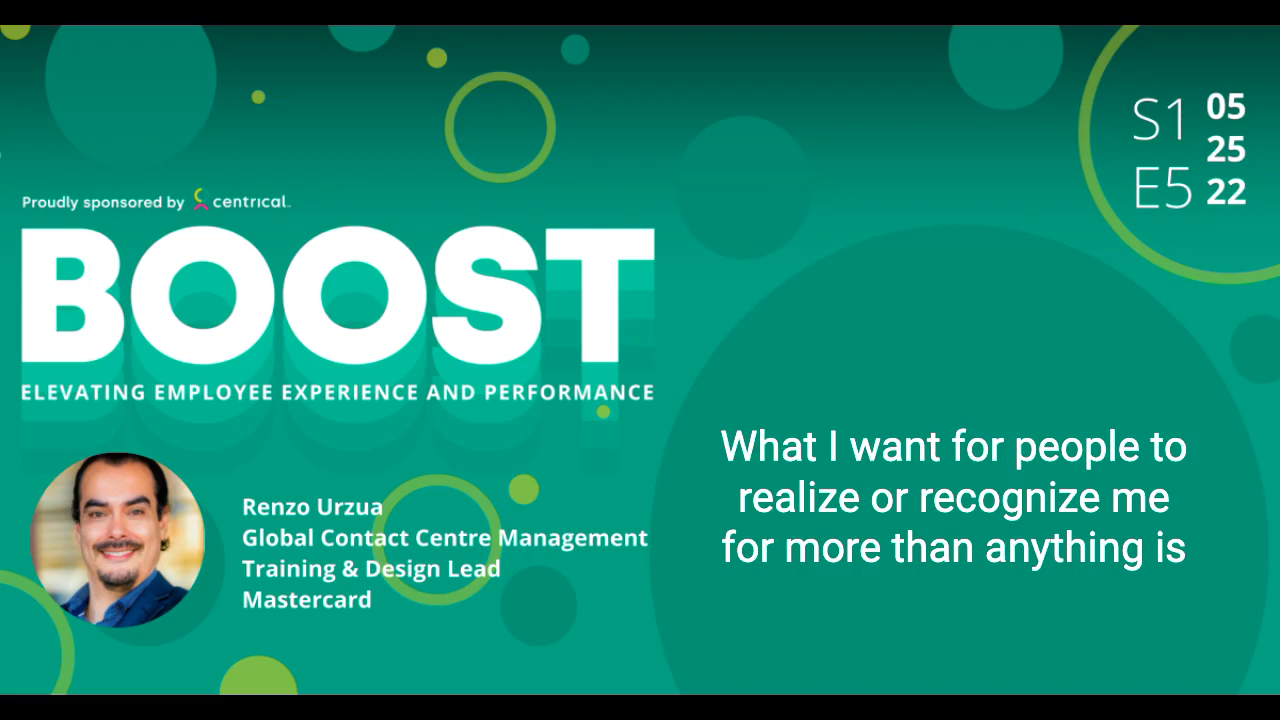 S1 05
25
E5 22
Proudly sponsored by centrical
BOOST
ELEVATING EMPLOYEE EXPERIENCE AND PERFORMANCE
Renzo Urzua
Global Contact Centre Management
Training & Design Lead
Mastercard
What I want for people to
realize or recognize me
for more than anything is